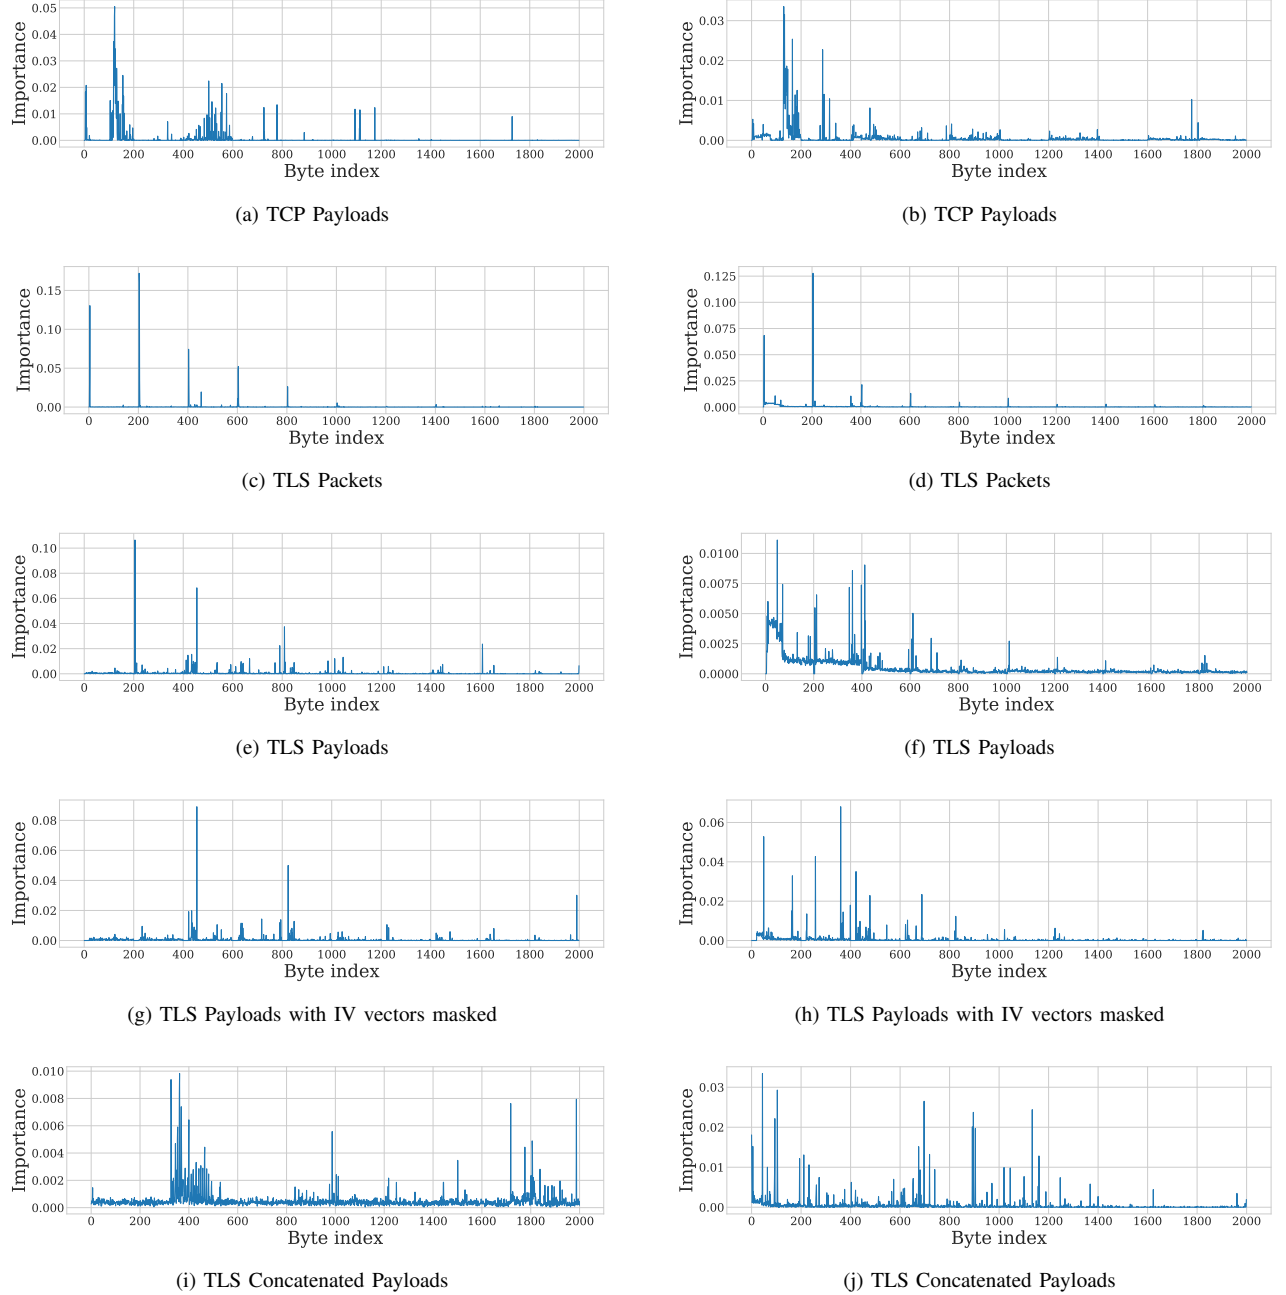 0.05
0.04
0.03
0.02
0.01
0.00
Importance
0 200 400 600 800 1000 1200 1400 1600 1800 2000
Byte index
(a) TCP Payloads
0.03
0.02
0.01
0.00
Importance
0 200 400 600 800 1000 1200 1400 1600 1800 2000
Byte index
(b) TCP Payloads
0.15
0.10
0.05
0.00
Importance
0 200 400 600 800 1000 1200 1400 1600 1800 2000
Byte index
(c) TLS Packets
0.125
0.100
0.075
0.050
0.025
0.000
Importance
0 200 400 600 800 1000 1200 1400 1600 1800 2000
Byte index
(d) TLS Packets
0.10
0.08
0.06
0.04
0.02
0.00
Importance
0 200 400 600 800 1000 1200 1400 1600 1800 2000
Byte index
(e) TLS Payloads
0.0100
0.0075
0.0050
0.0025
0.0000
Importance
0 200 400 600 800 1000 1200 1400 1600 1800 2000
Byte index
(f) TLS Payloads
0.08
0.06
0.04
0.02
0.00
Importance
0 200 400 600 800 1000 1200 1400 1600 1800 2000
Byte index
(g) TLS Payloads with IV vectors masked
0.06
0.04
0.02
0.00
Importance
0 200 400 600 800 1000 1200 1400 1600 1800 2000
Byte index
(h) TLS Payloads with IV vectors masked
0.010
0.008
0.006
0.004
0.002
0.000
Importance
0 200 400 600 800 1000 1200 1400 1600 1800 2000
Byte index
(i) TLS Concatenated Payloads
0.03
0.02
0.01
0.00
Importance
0 200 400 600 800 1000 1200 1400 1600 1800 2000
Byte index
(j) TLS Concatenated Payloads